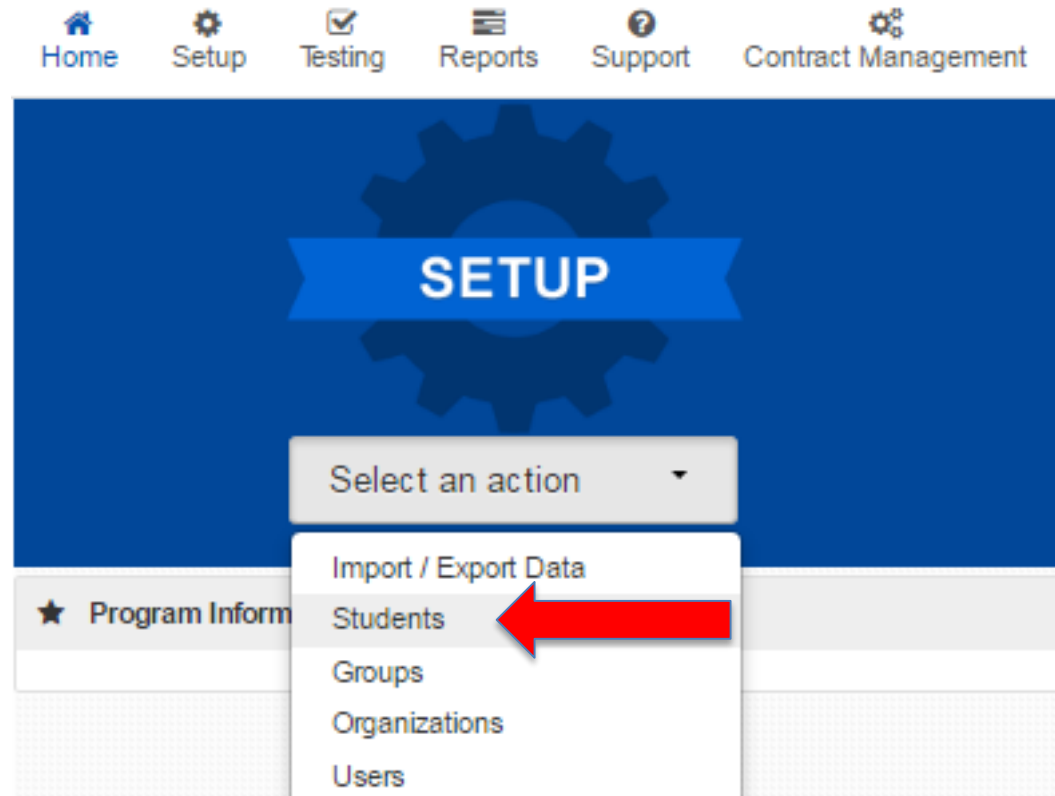 Home Setup Testing Reports Support Contract Management
SETUP
Select an action
Import / Export Data
Program Inform
Students
Groups
Organizations
Users